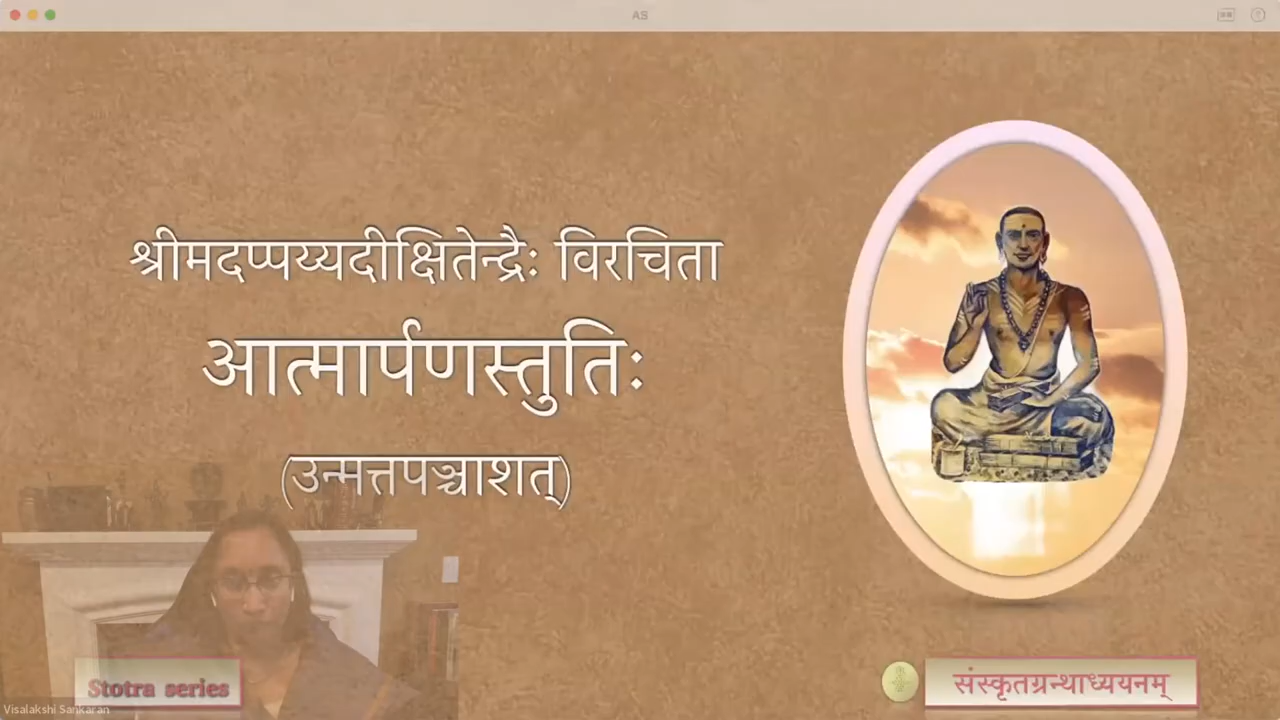 AS
श्रीमदप्पय्यदीक्षितेन्द्रैः विरचिता
आत्मार्पणस्तुतिः
(उन्मत्तपञ्चाशत्)
Stotra series
Visalakshi Sankaran
संस्कृतग्रन्थाध्ययनम्